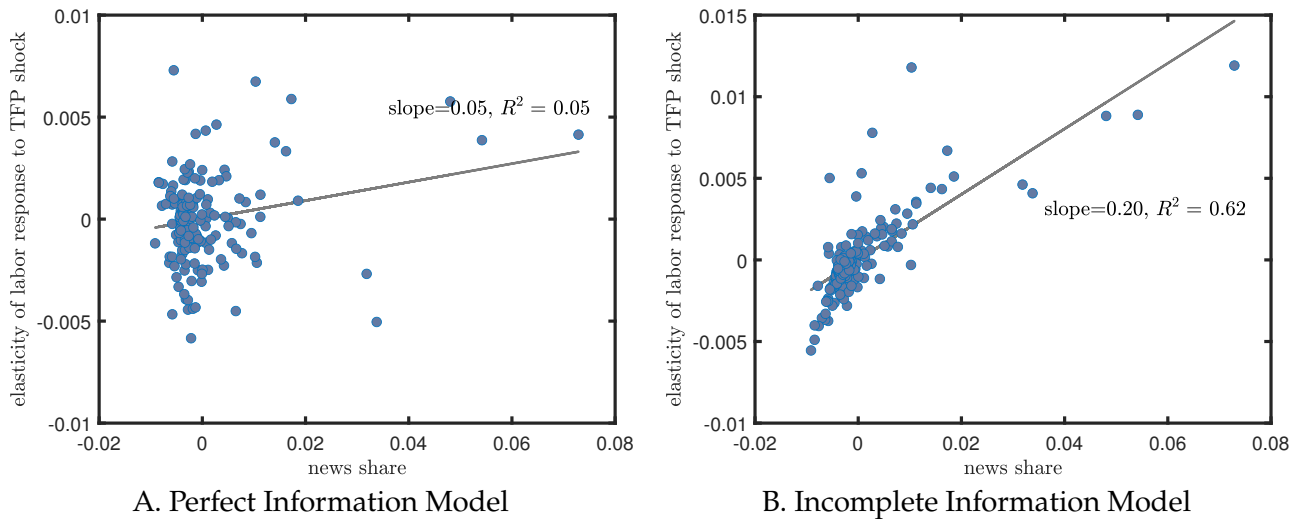 0.01
0.005
0
-0.005
-0.01
elasticity of labor response to TFP shock
slope=0.05, R² = 0.05
-0.02 0 0.02 0.04 0.06 0.08
news share
A. Perfect Information Model
0.015
0.01
0.005
0
-0.005
-0.01
elasticity of labor response to TFP shock
slope=0.20, R² = 0.62
-0.02 0 0.02 0.04 0.06 0.08
news share
B. Incomplete Information Model